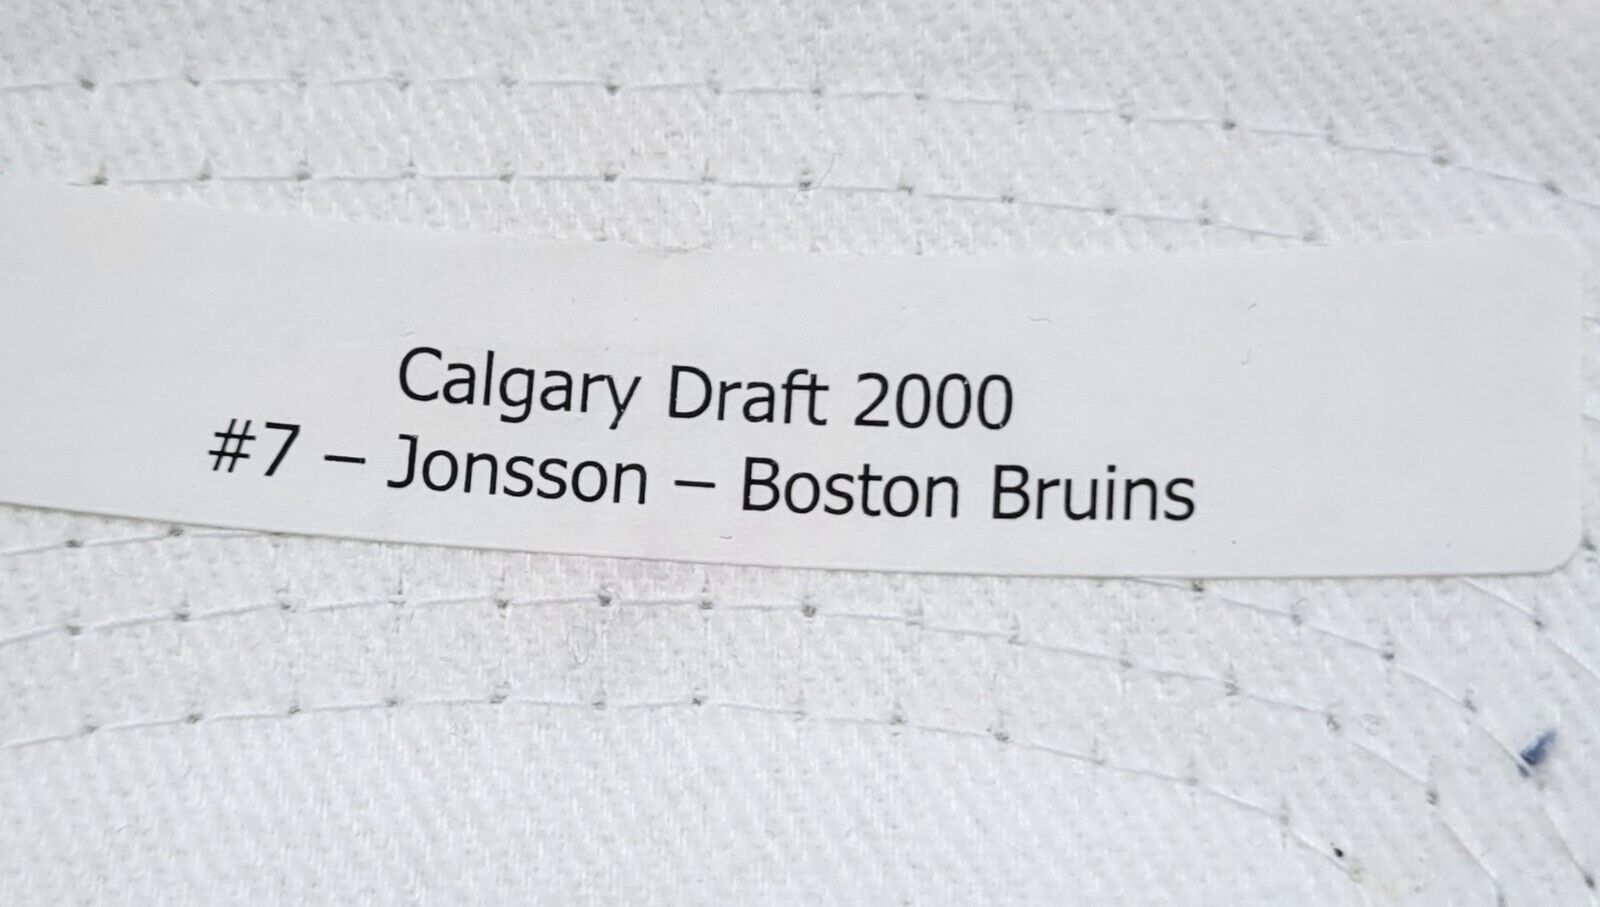 Calgary Draft 2000
#7 – Jonsson – Boston Bruins